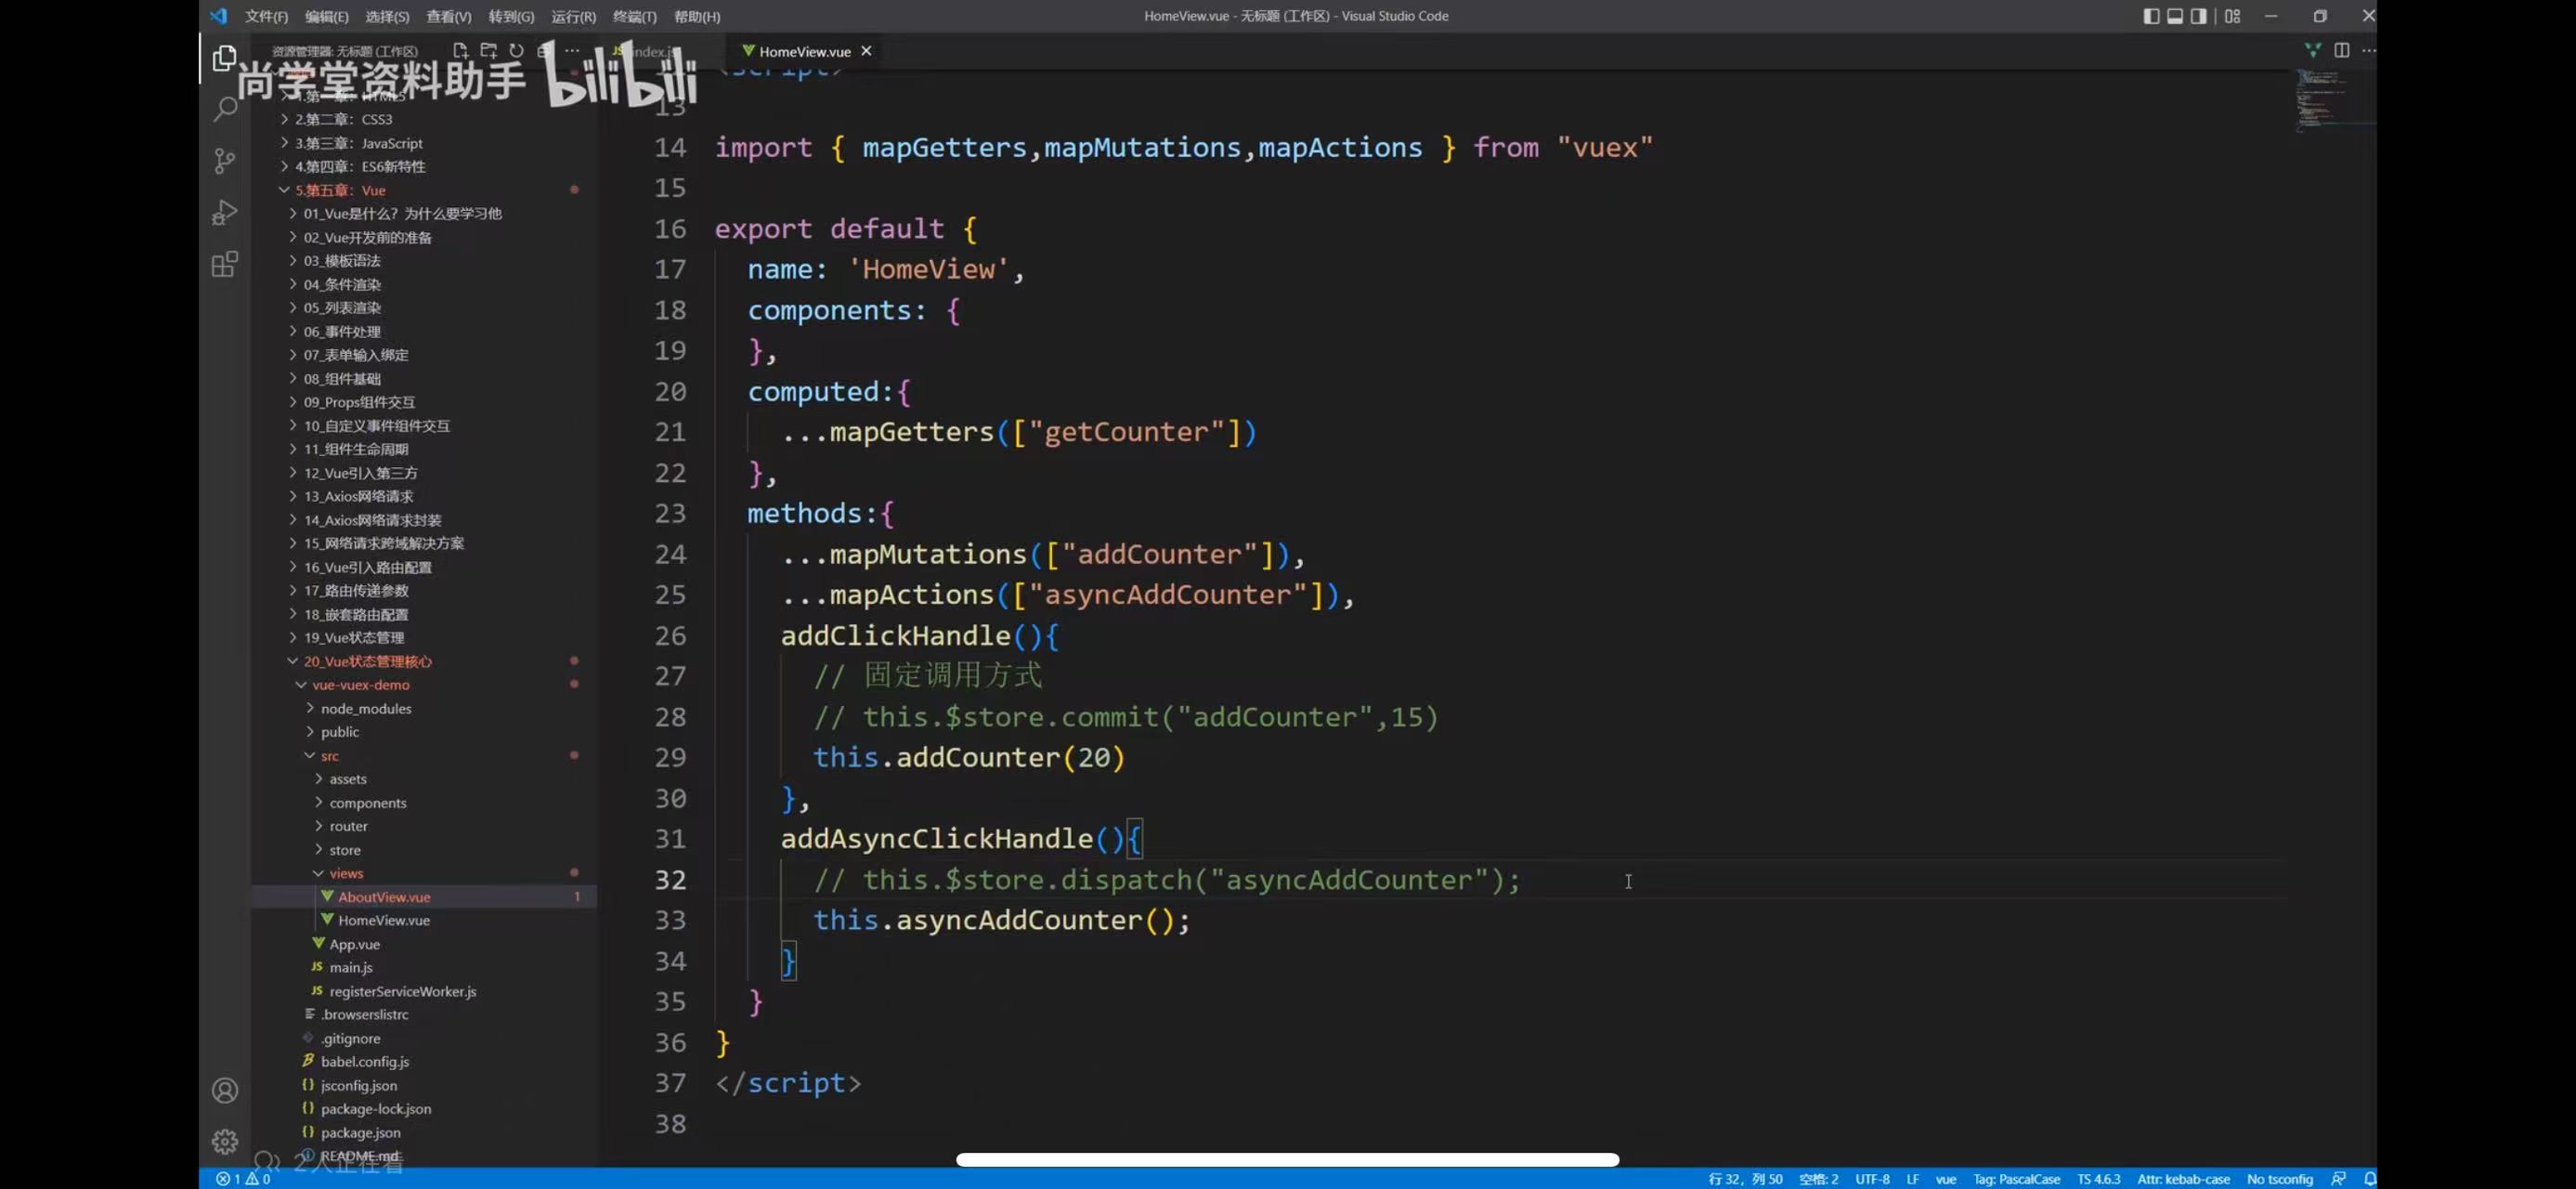 文件(F) 编辑(E) 选择(S) 查看(V) 转到(G) 运行(R) 终端(T) 帮助(H)
HomeView.vue - 无标题 (工作区) - Visual Studio Code
资源管理器: 无标题 (工作区)
JS index.js
HomeView.vue
尚学堂资料助手 bilibili
1.第一章: HTML5
2.第二章: CSS3
3.第三章: JavaScript
4.第四章: ES6新特性
5.第五章: Vue
01_Vue是什么? 为什么要学习他
02_Vue开发前的准备
03_模板语法
04_条件渲染
05_列表渲染
06_事件处理
07_表单输入绑定
08_组件基础
09_Props组件交互
10_自定义事件组件交互
11_组件生命周期
12_Vue引入第三方
13_Axios网络请求
14_Axios网络请求封装
15_网络请求跨域解决方案
16_Vue引入路由配置
17_路由传递参数
18_嵌套路由配置
19_Vue状态管理
20_Vue状态管理核心
vue-vuex-demo
node_modules
public
src
assets
components
router
store
views
AboutView.vue 1
HomeView.vue
App.vue
JS main.js
JS registerServiceWorker.js
.browserslistrc
.gitignore
babel.config.js
{} jsconfig.json
{} package-lock.json
{} package.json
README.md
2人正在看
<script>
13
14 import { mapGetters,mapMutations,mapActions } from "vuex"
15
16 export default {
17 name: 'HomeView',
18 components: {
19 },
20 computed:{
21 ...mapGetters(["getCounter"])
22 },
23 methods:{
24 ...mapMutations(["addCounter"]),
25 ...mapActions(["asyncAddCounter"]),
26 addClickHandle(){
27 // 固定调用方式
28 // this.$store.commit("addCounter",15)
29 this.addCounter(20)
30 },
31 addAsyncClickHandle(){
32 // this.$store.dispatch("asyncAddCounter");
33 this.asyncAddCounter();
34 }
35 }
36 }
37 </script>
38
1 0
行 32, 列 50 空格: 2 UTF-8 LF vue Tag: PascalCase TS 4.6.3 Attr: kebab-case No tsconfig